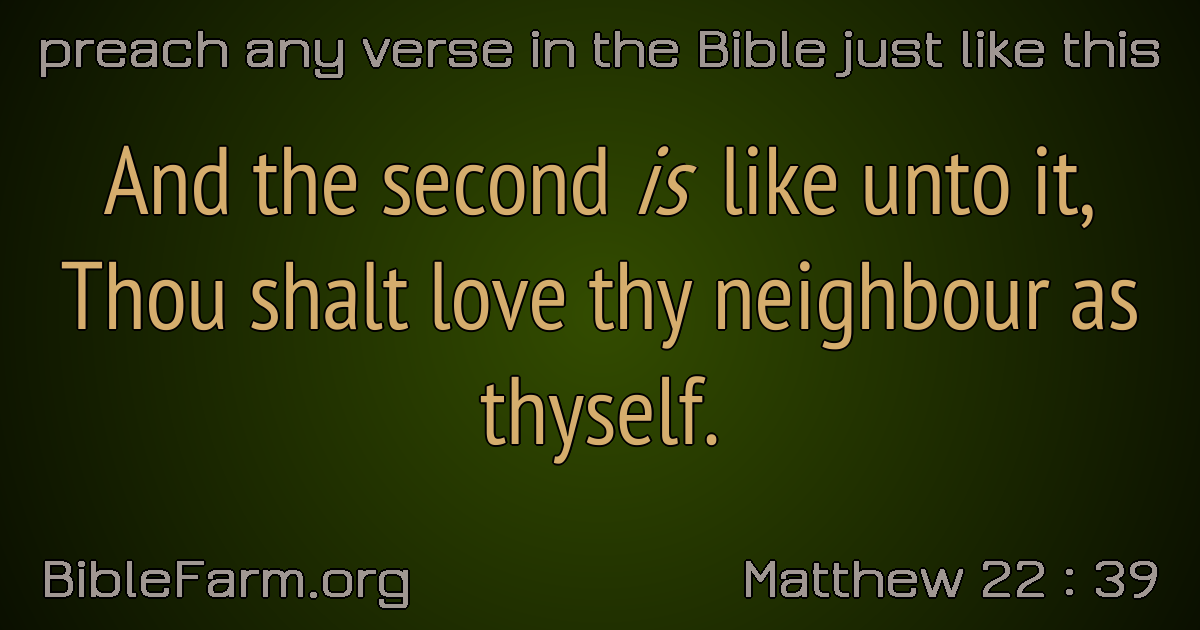 preach any verse in the Bible just like this
And the second is like unto it,
Thou shalt love thy neighbour as
thyself.
BibleFarm.org
Matthew 22 : 39